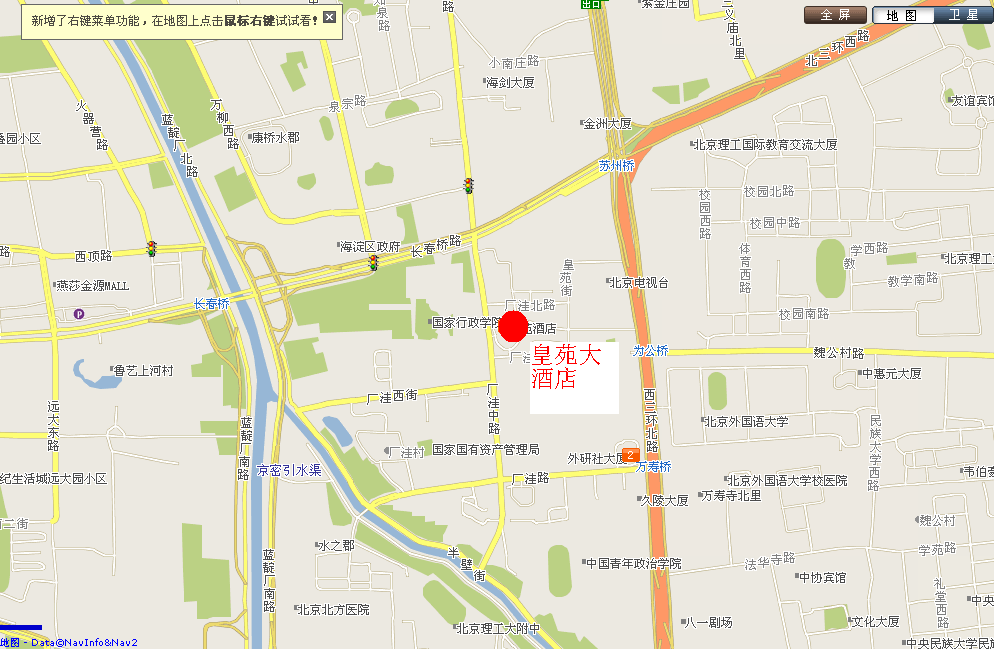 出口
紫金庄园
新增了右键菜单功能，在地图上点击鼠标右键试试看！
全屏
地图
卫星
泉路
路
三义庙北里
北三环西路
小南庄路
海剑大厦
火器营路
万柳西路
泉宗路
友谊宾馆
蓝靛厂北路
康桥水郡
金洲大厦
叠园小区
北京理工国际教育交流大厦
苏州桥
校园北路
校园西路
校园中路
海淀区政府
长春桥路
西顶路
路
体育西路
学西路
教
北京理工
皇苑街
燕莎金源MALL
P
北京电视台
教学南路
长春桥
厂洼北路
校园南路
国家行政学院
苑酒店
厂洼
皇苑大
酒店
为公桥
魏公村路
鲁艺上河村
中惠元大厦
厂洼西街
厂洼中路
西三环北路
远大东路
蓝靛厂南路
北京外国语大学
民族大学西路
厂洼村
国家国有资产管理局
外研社大厦
2
京密引水渠
万寿桥
韦伯豪
纪生活城远大园小区
厂洼路
北京外国语大学校医院
久陵大厦
万寿寺北里
二街
魏公村
水之郡
半壁街
学苑路
蓝靛厂南路
中国青年政治学院
法华寺路
中协宾馆
礼堂西路
中央
北京北方医院
八一剧场
文化大厦
北京理工大附中
中央民族大学民族
地图 - Data©NavInfo&Nav2